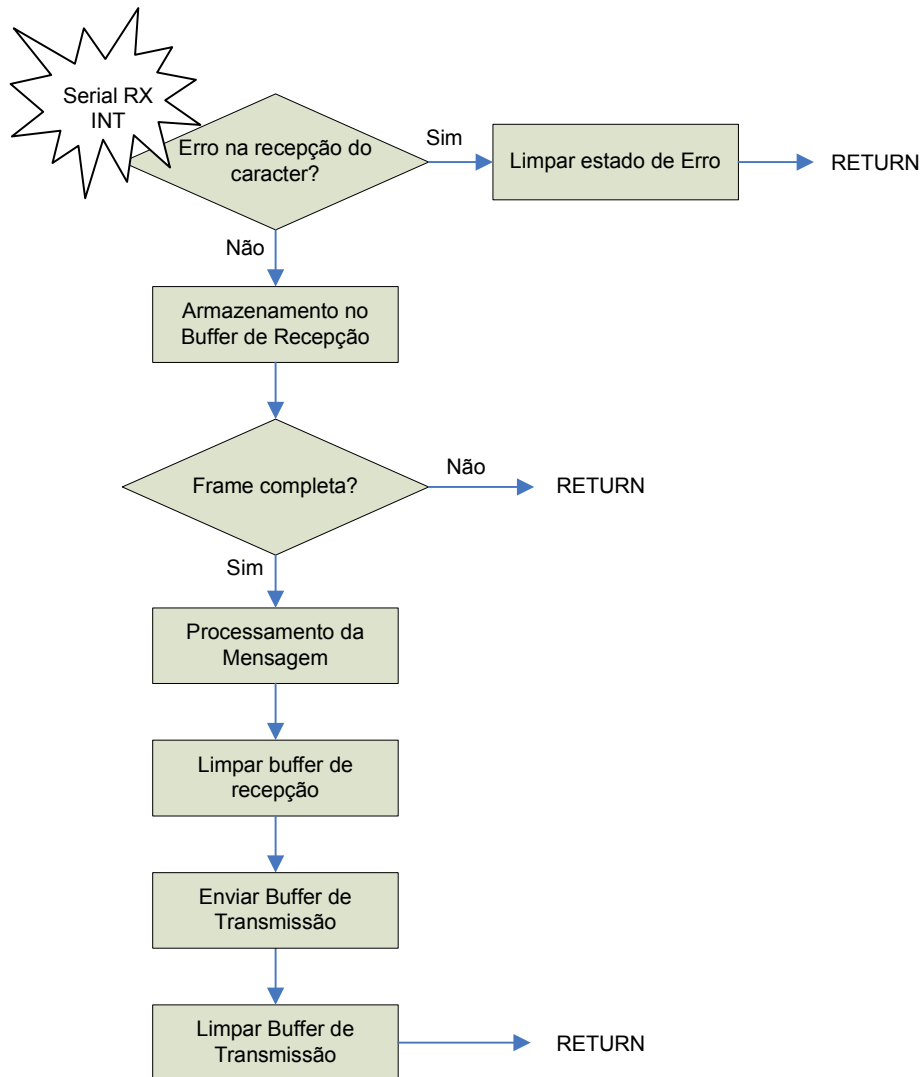 Serial RX
INT
Erro na recepção do
caracter?
Sim
Limpar estado de Erro
RETURN
Não
Armazenamento no
Buffer de Recepção
Frame completa?
Não
RETURN
Sim
Processamento da
Mensagem
Limpar buffer de
recepção
Enviar Buffer de
Transmissão
Limpar Buffer de
Transmissão
RETURN